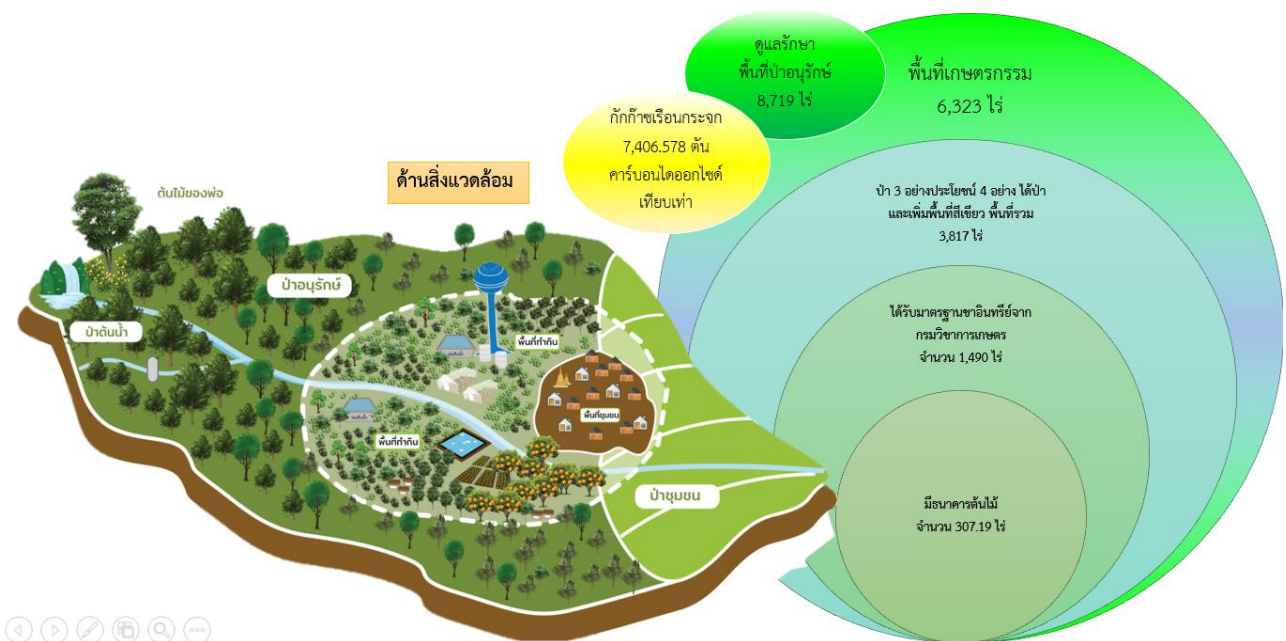 ดูแลรักษา
พื้นที่ป่าอนุรักษ์
8,719 ไร่
พื้นที่เกษตรกรรม
6,323 ไร่
กักก๊าซเรือนกระจก
7,406.578 ตัน
คาร์บอนไดออกไซด์
เทียบเท่า
ด้านสิ่งแวดล้อม
ป่า 3 อย่างประโยชน์ 4 อย่าง ได้ป่า
และเพิ่มพื้นที่สีเขียว พื้นที่รวม
3,817 ไร่
ต้นไม้ของพ่อ
ป่าอนุรักษ์
ป่าต้นน้ำ
พื้นที่ทำกิน
ได้รับมาตรฐานชาอินทรีย์จาก
กรมวิชาการเกษตร
จำนวน 1,490 ไร่
พื้นที่ชุมชน
พื้นที่ทำกิน
ป่าชุมชน
มีธนาคารต้นไม้
จำนวน 307.19 ไร่